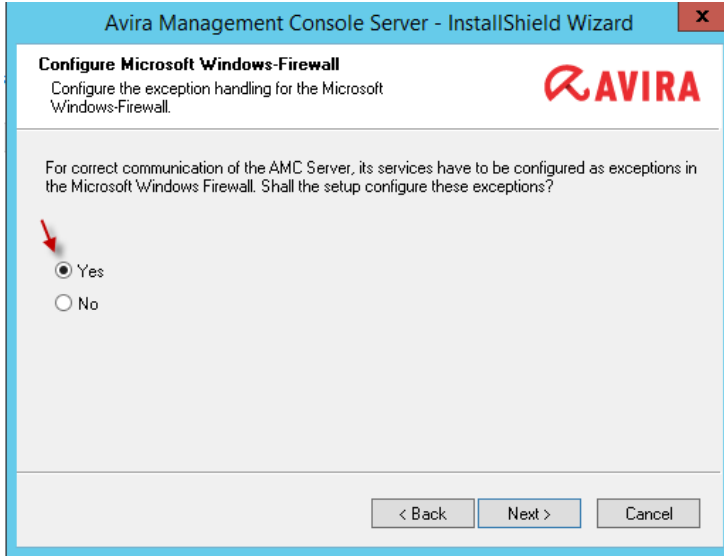 Avira Management Console Server - InstallShield Wizard
x
Configure Microsoft Windows-Firewall
Configure the exception handling for the Microsoft
Windows-Firewall.
AVIRA
For correct communication of the AMC Server, its services have to be configured as exceptions in
the Microsoft Windows Firewall. Shall the setup configure these exceptions?
Yes
No
< Back
Next >
Cancel